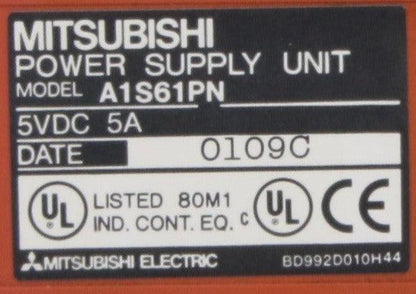 MITSUBISHI
POWER SUPPLY UNIT
MODEL A1S61PN
5VDC 5A
DATE 0109C
UL LISTED 80M1 c UL CE
IND. CONT. EQ.
MITSUBISHI ELECTRIC BD992D010H44